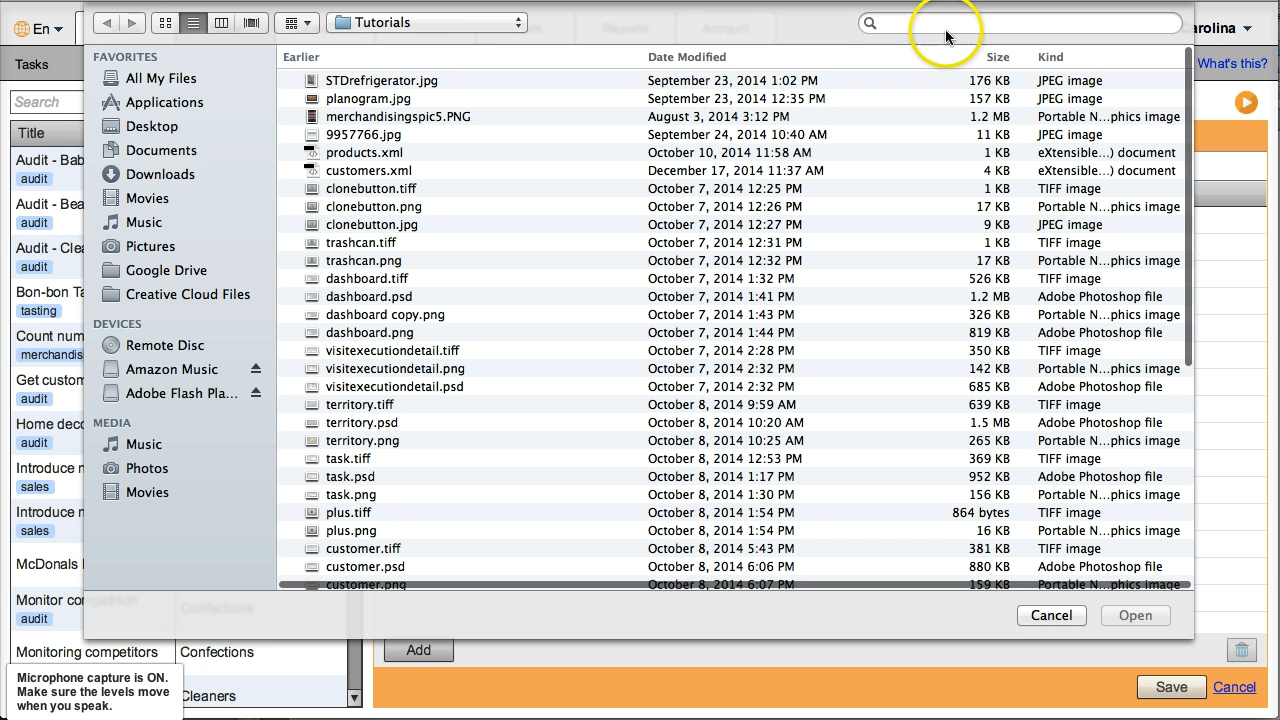 En
Tutorials
Reports
Account
arolina
Tasks
What's this?
Search
Title
Audit - Bab
audit
Audit - Bea
audit
Audit - Clea
audit
Bon-bon Ta
tasting
Count num
merchandis
Get custom
audit
Home deco
audit
Introduce n
sales
Introduce n
sales
McDonals
Monitor competition
audit
Confections
Monitoring competitors
Confections
Cleaners
FAVORITES
All My Files
Applications
Desktop
Documents
Downloads
Movies
Music
Pictures
Google Drive
Creative Cloud Files
DEVICES
Remote Disc
Amazon Music
Adobe Flash Pla...
MEDIA
Music
Photos
Movies
Earlier Date Modified Size Kind
STDrefrigerator.jpg September 23, 2014 1:02 PM 176 KB JPEG image
planogram.jpg September 23, 2014 12:35 PM 157 KB JPEG image
merchandisingspic5.PNG August 3, 2014 3:12 PM 1.2 MB Portable N...phics image
9957766.jpg September 24, 2014 10:40 AM 11 KB JPEG image
products.xml October 10, 2014 11:58 AM 1 KB eXtensible...) document
customers.xml December 17, 2014 11:37 AM 4 KB eXtensible...) document
clonebutton.tiff October 7, 2014 12:25 PM 1 KB TIFF image
clonebutton.png October 7, 2014 12:26 PM 17 KB Portable N...phics image
clonebutton.jpg October 7, 2014 12:27 PM 9 KB JPEG image
trashcan.tiff October 7, 2014 12:31 PM 1 KB TIFF image
trashcan.png October 7, 2014 12:32 PM 17 KB Portable N...phics image
dashboard.tiff October 7, 2014 1:32 PM 526 KB TIFF image
dashboard.psd October 7, 2014 1:41 PM 1.2 MB Adobe Photoshop file
dashboard copy.png October 7, 2014 1:43 PM 326 KB Portable N...phics image
dashboard.png October 7, 2014 1:44 PM 819 KB Adobe Photoshop file
visitexecutiondetail.tiff October 7, 2014 2:28 PM 350 KB TIFF image
visitexecutiondetail.png October 7, 2014 2:32 PM 142 KB Portable N...phics image
visitexecutiondetail.psd October 7, 2014 2:32 PM 685 KB Adobe Photoshop file
territory.tiff October 8, 2014 9:59 AM 639 KB TIFF image
territory.psd October 8, 2014 10:20 AM 1.5 MB Adobe Photoshop file
territory.png October 8, 2014 10:25 AM 265 KB Portable N...phics image
task.tiff October 8, 2014 12:53 PM 369 KB TIFF image
task.psd October 8, 2014 1:17 PM 952 KB Adobe Photoshop file
task.png October 8, 2014 1:30 PM 156 KB Portable N...phics image
plus.tiff October 8, 2014 1:54 PM 864 bytes TIFF image
plus.png October 8, 2014 1:54 PM 16 KB Portable N...phics image
customer.tiff October 8, 2014 5:43 PM 381 KB TIFF image
customer.psd October 8, 2014 6:06 PM 880 KB Adobe Photoshop file
customer.png October 8, 2014 6:07 PM 159 KB Portable N...phics image
Cancel Open
Add
Save Cancel
Microphone capture is ON.
Make sure the levels move
when you speak.